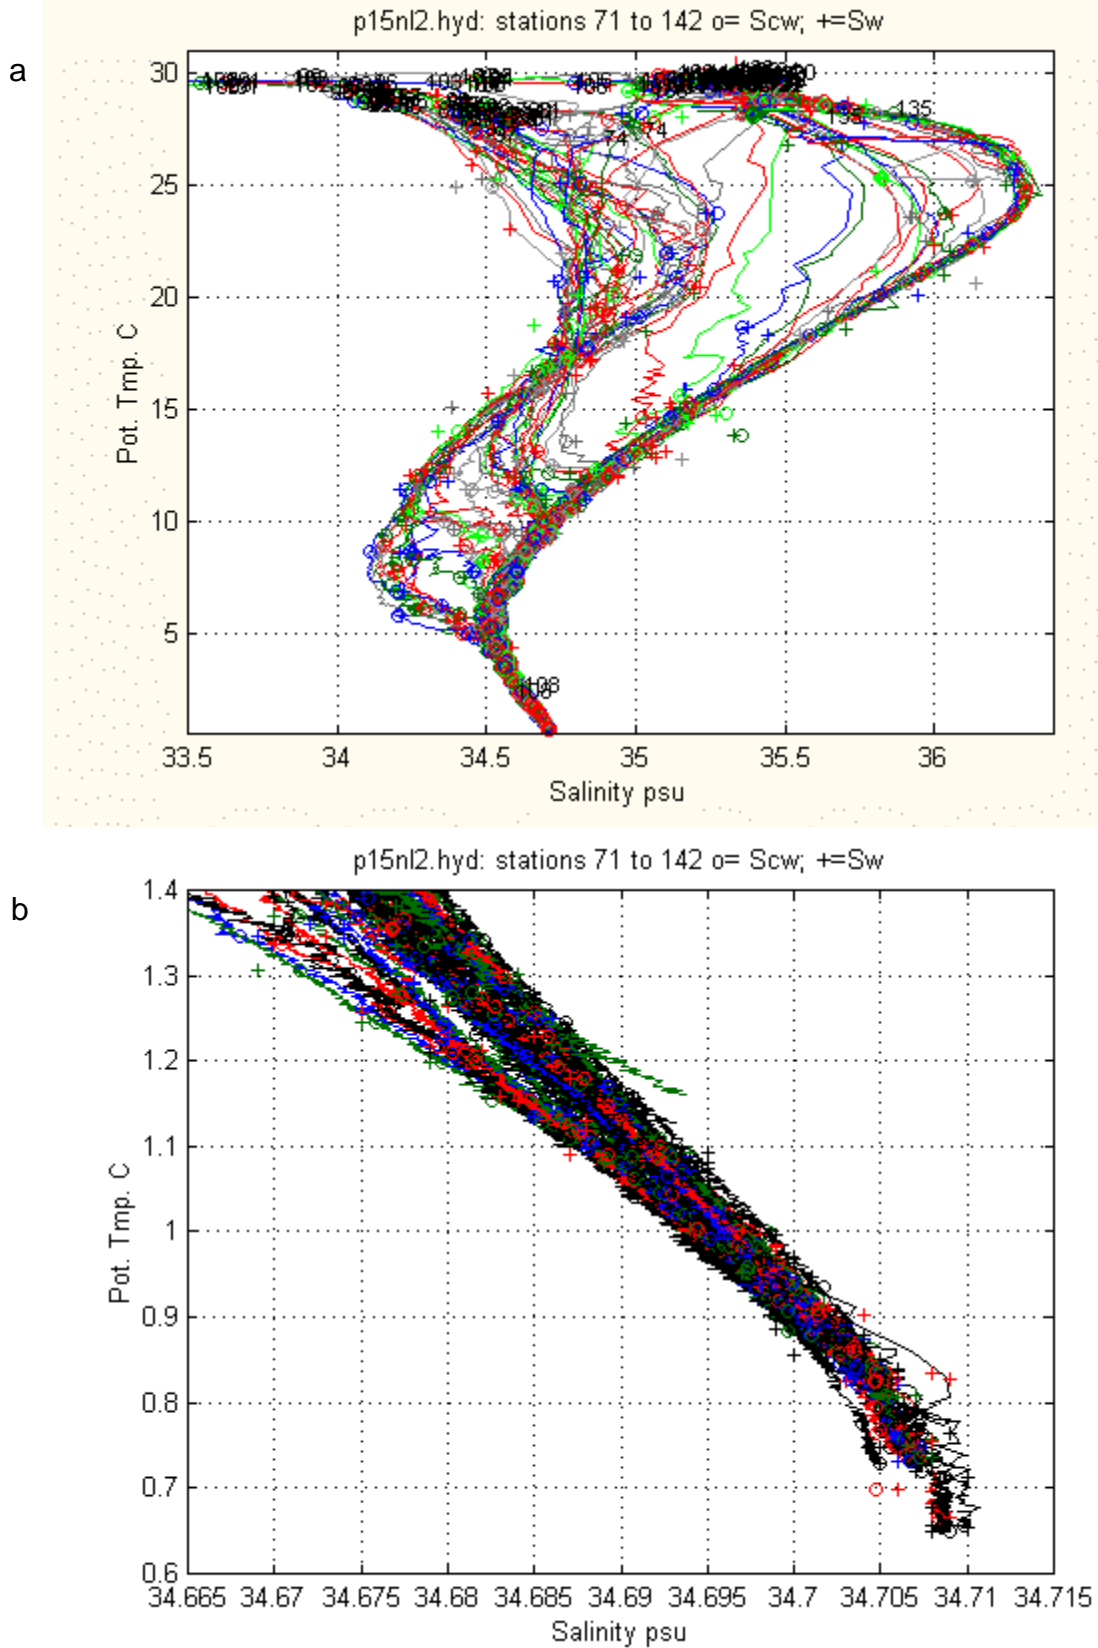 a
p15nl2.hyd: stations 71 to 142 o= Scw; +=Sw
30
25
20
15
10
5
Pot. Tmp. C
135
74 74
108
33.5 34 34.5 35 35.5 36
Salinity psu
b
p15nl2.hyd: stations 71 to 142 o= Scw; +=Sw
1.4
1.3
1.2
1.1
1
0.9
0.8
0.7
0.6
Pot. Tmp. C
34.665 34.67 34.675 34.68 34.685 34.69 34.695 34.7 34.705 34.71 34.715
Salinity psu